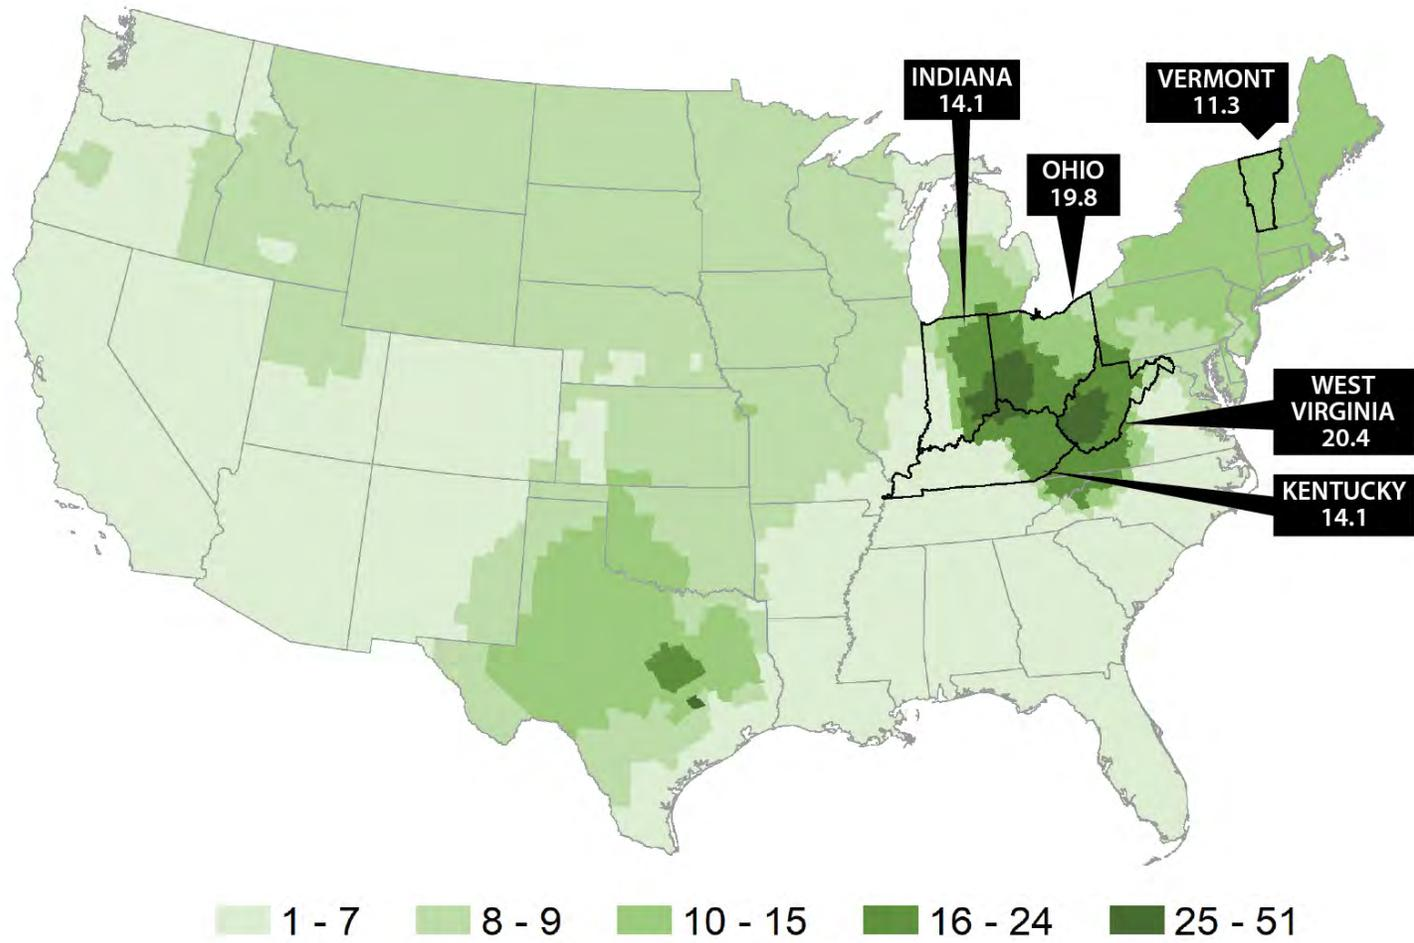 INDIANA
14.1
VERMONT
11.3
OHIO
19.8
WEST
VIRGINIA
20.4
KENTUCKY
14.1
1 - 7
8 - 9
10 - 15
16 - 24
25 - 51